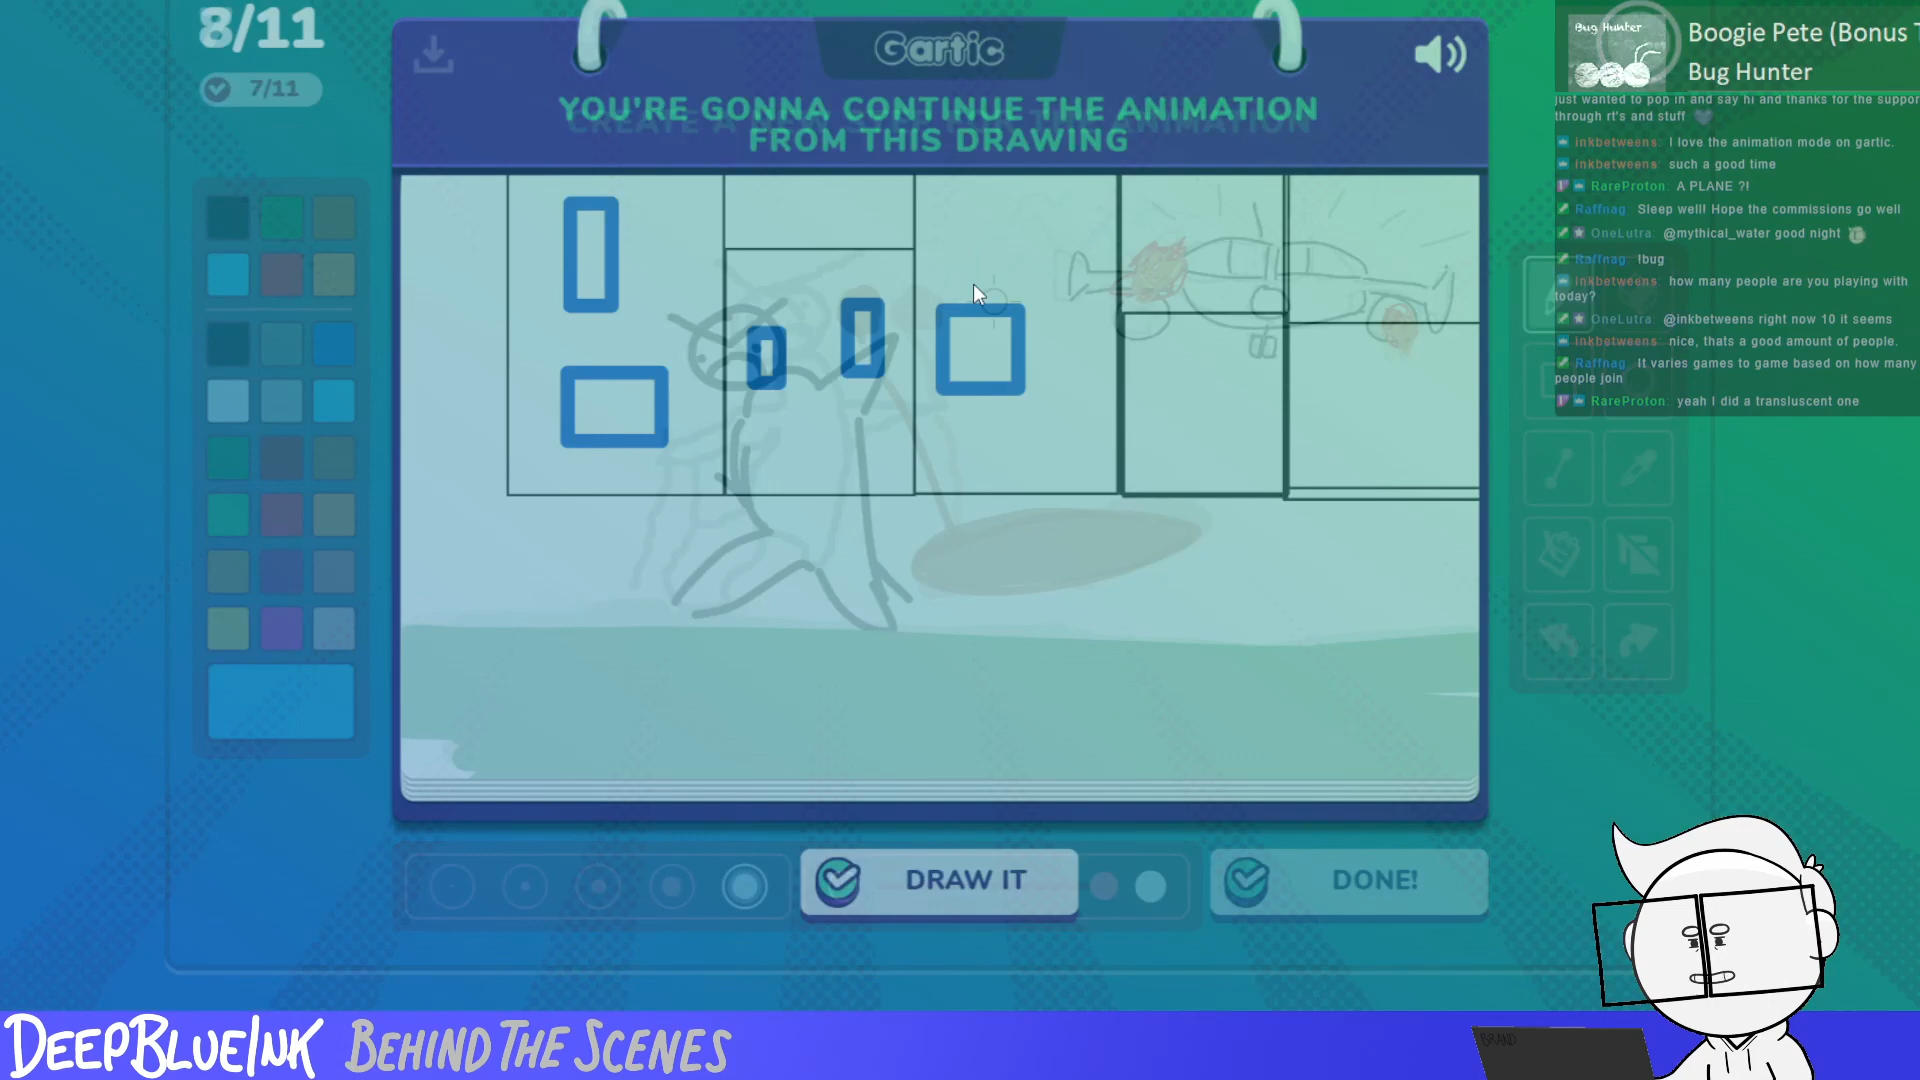 8/11
7/11
Gartic
YOU'RE GONNA CONTINUE THE ANIMATION
FROM THIS DRAWING
DRAW IT
DONE!
Bug Hunter
Boogie Pete (Bonus T
Bug Hunter
just wanted to pop in and say hi and thanks for the support
through rt's and stuff
inkbetweens: I love the animation mode on gartic.
inkbetweens: such a good time
RareProton: A PLANE ?!
Raffnag: Sleep well! Hope the commissions go well
OneLutra: @mythical_water good night
Raffnag: !bug
inkbetweens: how many people are you playing with
today?
OneLutra: @inkbetweens right now 10 it seems
inkbetweens: nice, thats a good amount of people.
Raffnag: It varies games to game based on how many
people join
RareProton: yeah I did a transluscent one
BRAND
DEEPBLUEINK BEHIND THE SCENES